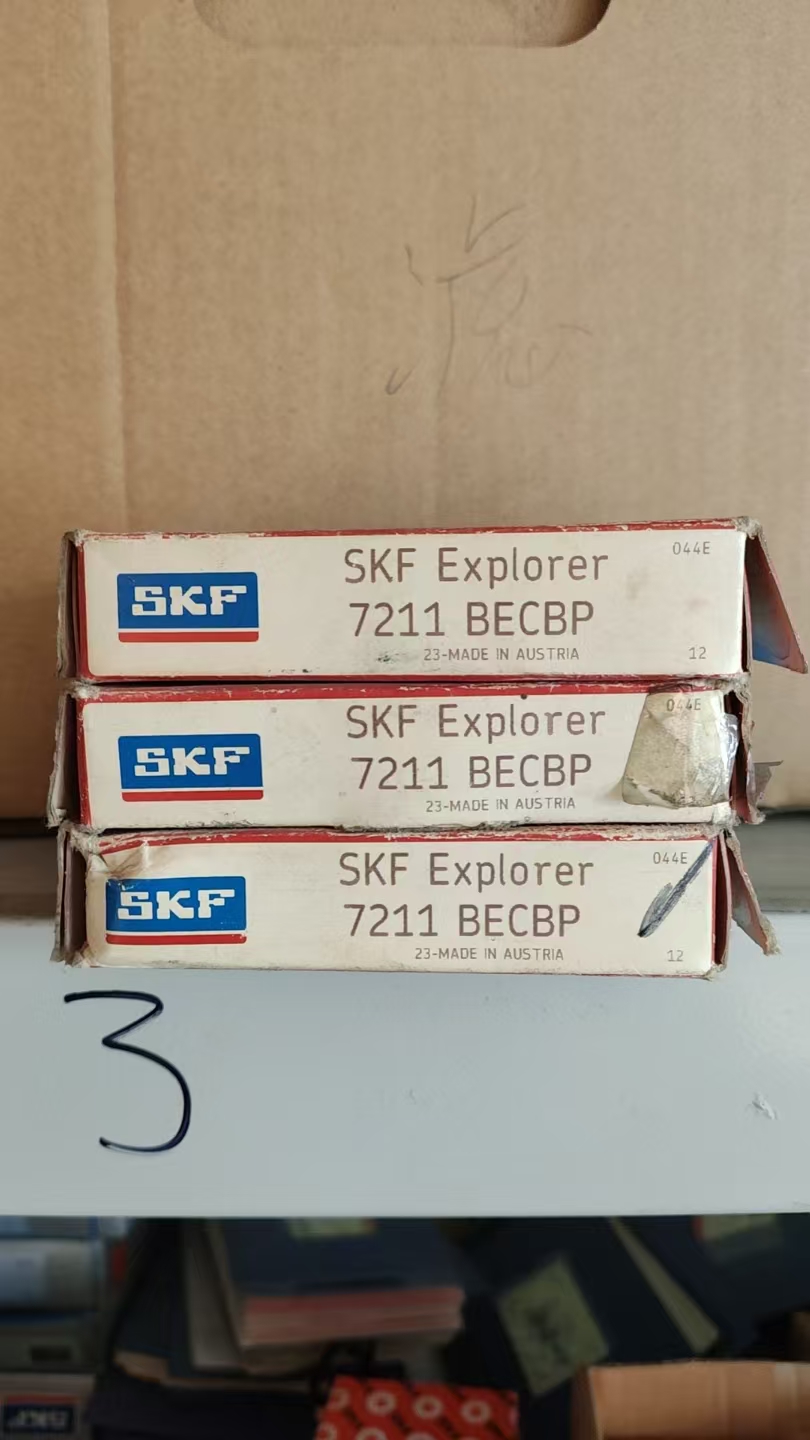 SKF
SKF Explorer
044E
7211 BECBP
23-MADE IN AUSTRIA
12
SKF
SKF Explorer
044E
7211 BECBP
23-MADE IN AUSTRIA
SKF
SKF Explorer
044E
7211 BECBP
23-MADE IN AUSTRIA
12
3
SKF